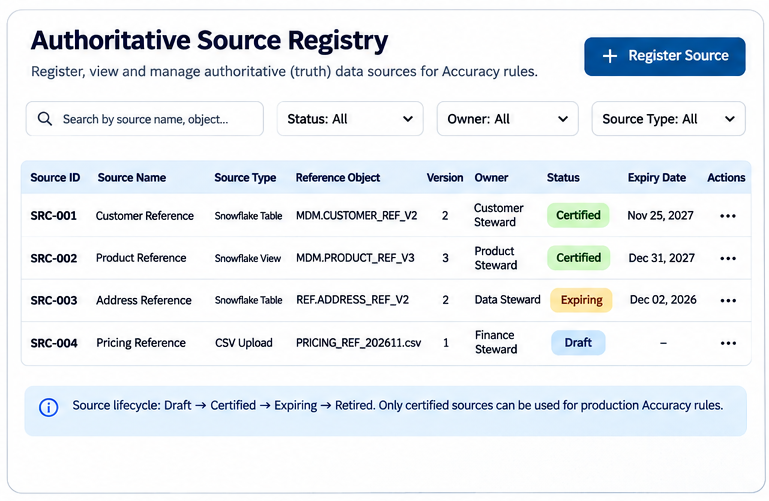 Authoritative Source Registry
Register, view and manage authoritative (truth) data sources for Accuracy rules.
+ Register Source
Search by source name, object...
Status: All
Owner: All
Source Type: All
Source ID Source Name Source Type Reference Object Version Owner Status Expiry Date Actions
SRC-001 Customer Reference Snowflake Table MDM.CUSTOMER_REF_V2 2 Customer Steward Certified Nov 25, 2027 •••
SRC-002 Product Reference Snowflake View MDM.PRODUCT_REF_V3 3 Product Steward Certified Dec 31, 2027 •••
SRC-003 Address Reference Snowflake Table REF.ADDRESS_REF_V2 2 Data Steward Expiring Dec 02, 2026 •••
SRC-004 Pricing Reference CSV Upload PRICING_REF_202611.csv 1 Finance Steward Draft – •••
Source lifecycle: Draft → Certified → Expiring → Retired. Only certified sources can be used for production Accuracy rules.